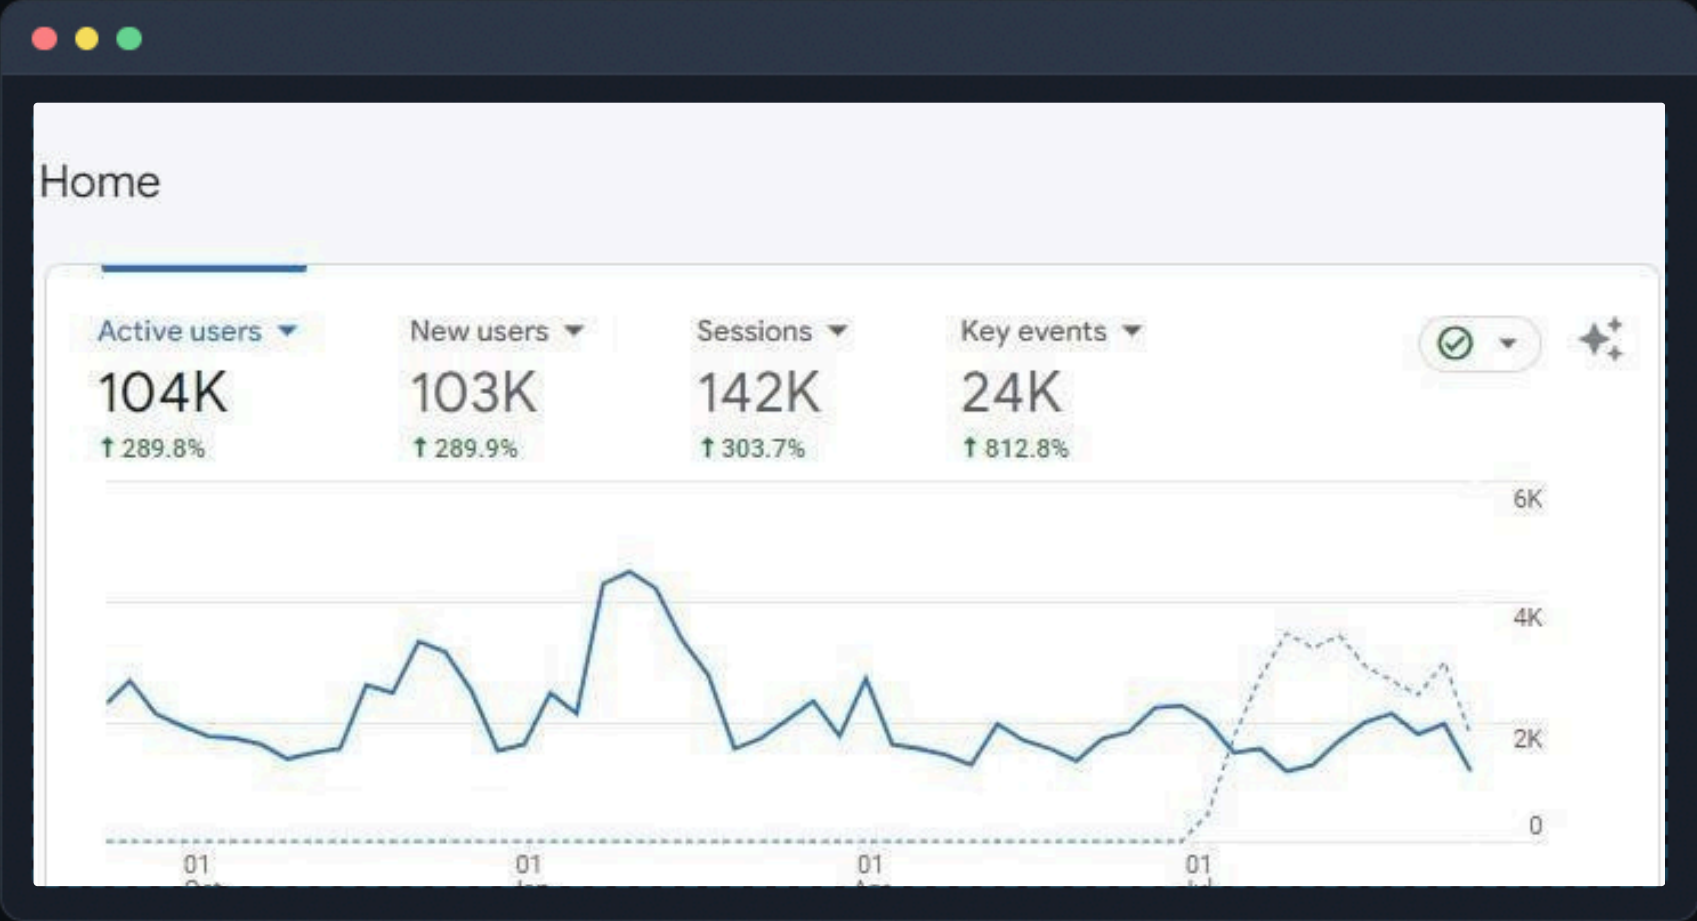 Home
Active users New users Sessions Key events
104K 103K 142K 24K
↑ 289.8% ↑ 289.9% ↑ 303.7% ↑ 812.8%
6K
4K
2K
0
01 01 01 01